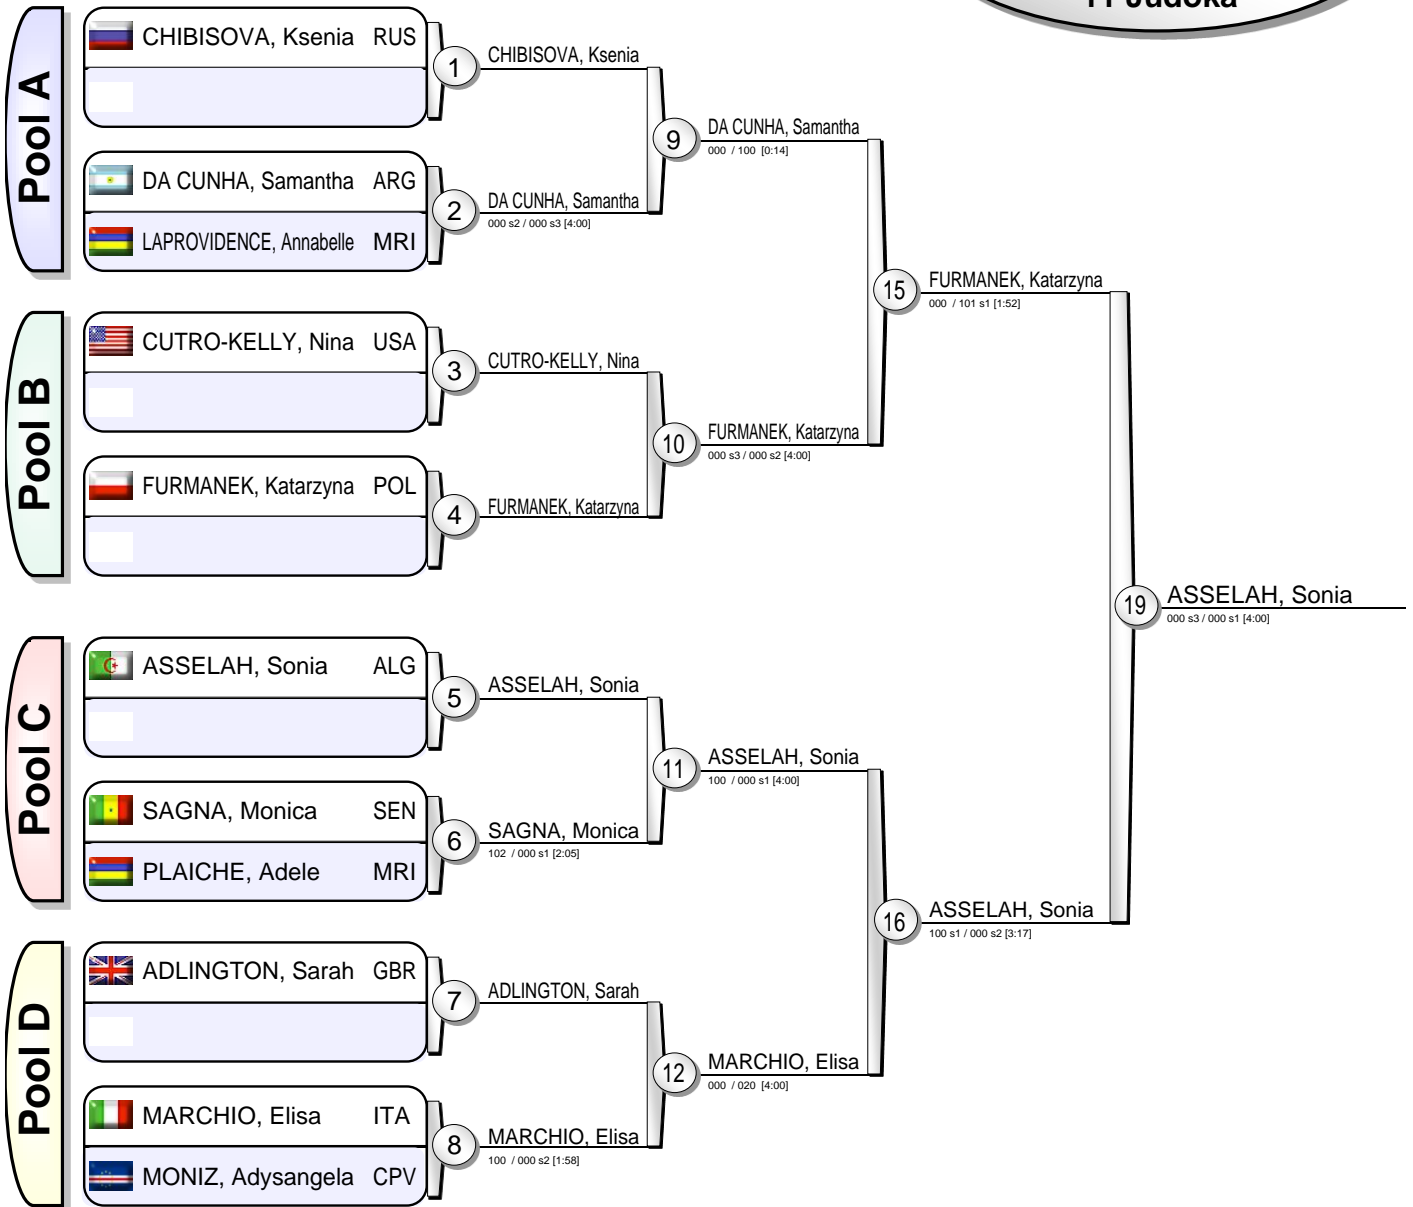 11 Judoka
Pool A
CHIBISOVA, Ksenia RUS
1
CHIBISOVA, Ksenia
DA CUNHA, Samantha ARG
LAPROVIDENCE, Annabelle MRI
2
DA CUNHA, Samantha
000 s2 / 000 s3 [4:00]
9
DA CUNHA, Samantha
000 / 100 [0:14]
Pool B
CUTRO-KELLY, Nina USA
3
CUTRO-KELLY, Nina
FURMANEK, Katarzyna POL
4
FURMANEK, Katarzyna
10
FURMANEK, Katarzyna
000 s3 / 000 s2 [4:00]
15
FURMANEK, Katarzyna
000 / 101 s1 [1:52]
Pool C
ASSELAH, Sonia ALG
5
ASSELAH, Sonia
SAGNA, Monica SEN
PLAICHE, Adele MRI
6
SAGNA, Monica
102 / 000 s1 [2:05]
11
ASSELAH, Sonia
100 / 000 s1 [4:00]
Pool D
ADLINGTON, Sarah GBR
7
ADLINGTON, Sarah
MARCHIO, Elisa ITA
MONIZ, Adysangela CPV
8
MARCHIO, Elisa
100 / 000 s2 [1:58]
12
MARCHIO, Elisa
000 / 020 [4:00]
16
ASSELAH, Sonia
100 s1 / 000 s2 [3:17]
19
ASSELAH, Sonia
000 s3 / 000 s1 [4:00]